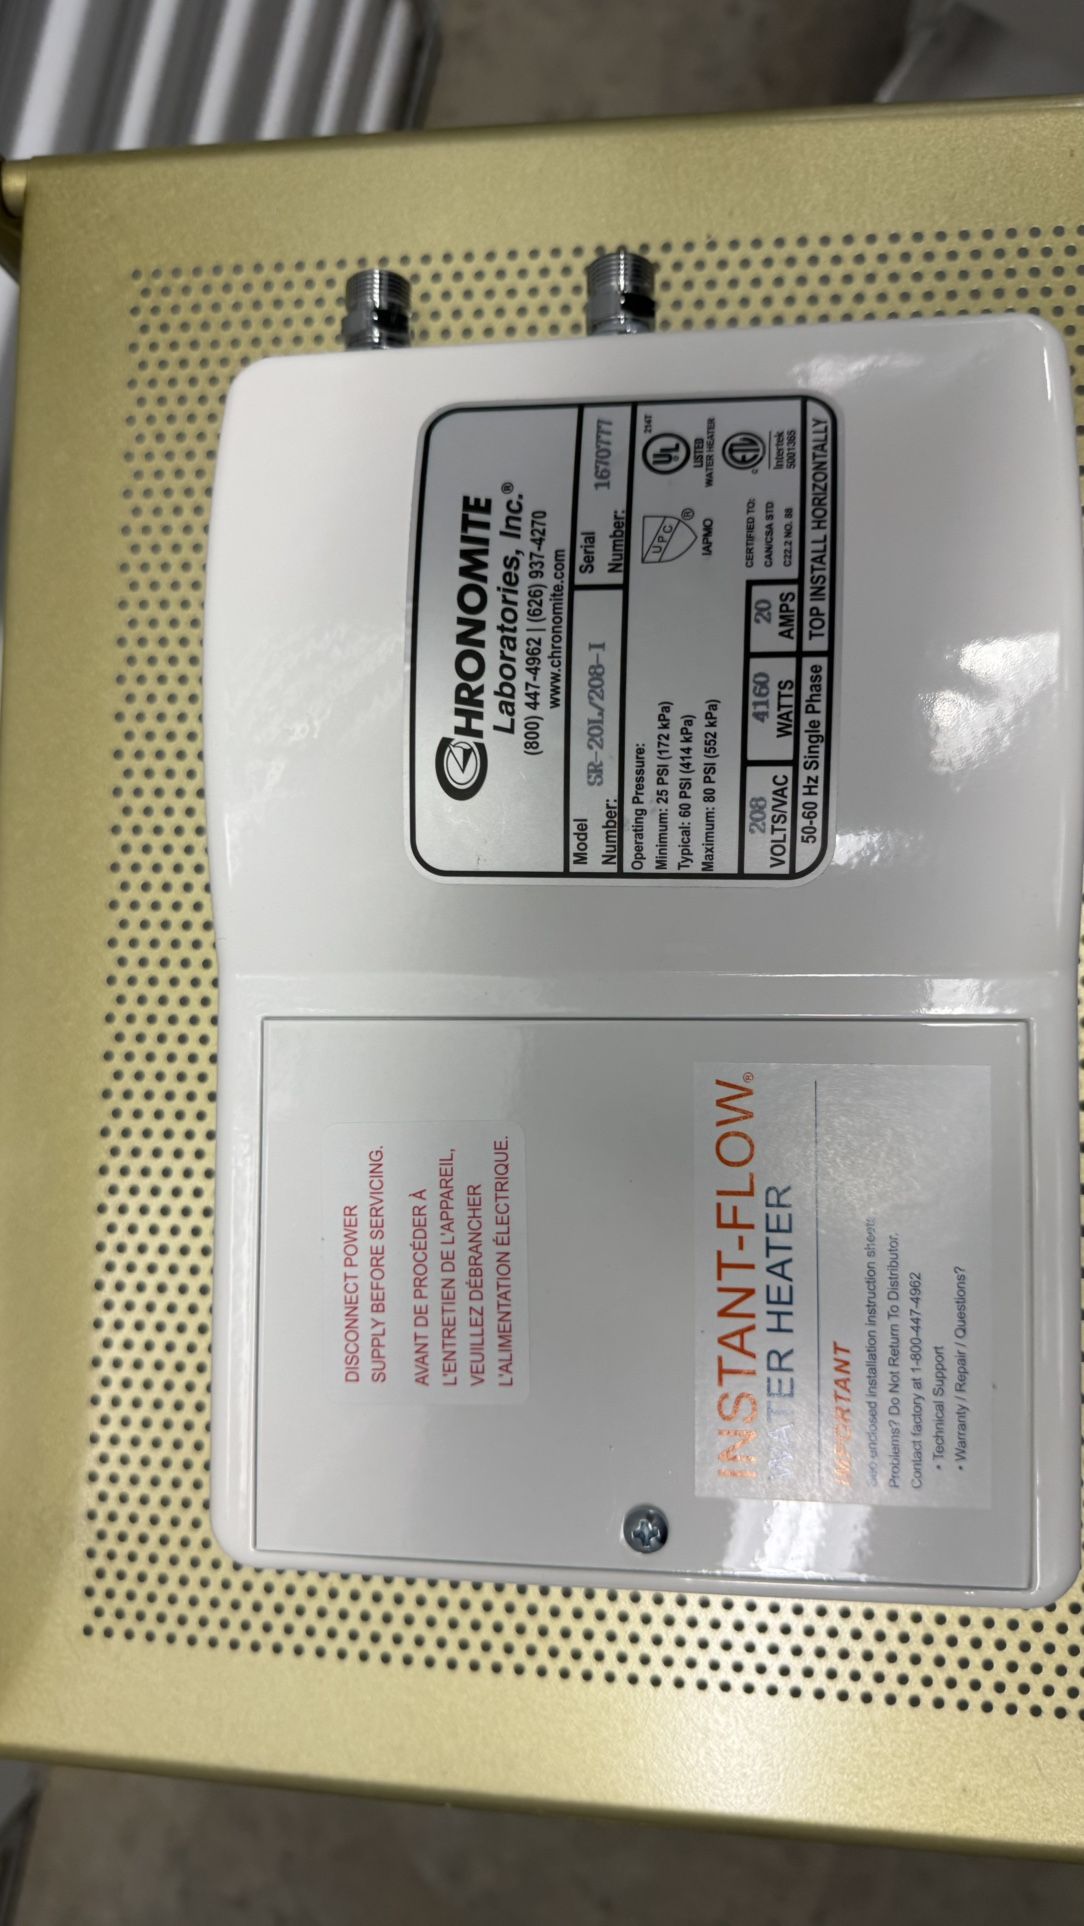 CHRONOMITE
Laboratories, Inc.®
(800) 447-4962 | (626) 937-4270
www.chronomite.com
Model
Number: SR-20L/208-I
Serial
Number: 1670777
Operating Pressure:
Minimum: 25 PSI (172 kPa)
Typical: 60 PSI (414 kPa)
Maximum: 80 PSI (552 kPa)
UPC
®
IAPMO
UL
214T
LISTED
WATER HEATER
208
VOLTS/VAC
4160
WATTS
20
AMPS
CERTIFIED TO:
CAN/CSA STD
C22.2 NO. 88
C
ETL
Intertek
5001365
50-60 Hz Single Phase
TOP INSTALL HORIZONTALLY
DISCONNECT POWER
SUPPLY BEFORE SERVICING.
AVANT DE PROCÉDER À
L'ENTRETIEN DE L'APPAREIL,
VEUILLEZ DÉBRANCHER
L'ALIMENTATION ÉLECTRIQUE.
INSTANT-FLOW®
WATER HEATER
IMPORTANT
See enclosed installation instruction sheet.
Problems? Do Not Return To Distributor.
Contact factory at 1-800-447-4962
• Technical Support
• Warranty / Repair / Questions?